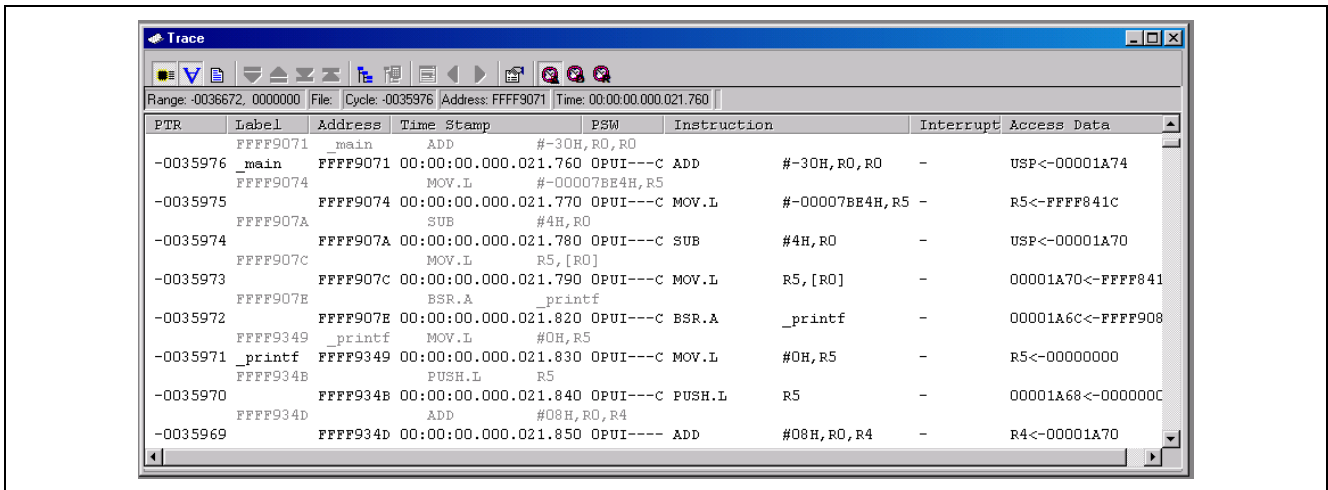 Trace
Range: -0036672, 0000000 File: Cycle: -0035976 Address: FFFF9071 Time: 00:00:00.000.021.760
PTR Label Address Time Stamp PSW Instruction Interrupt Access Data
FFFF9071 _main ADD #-30H,R0,R0
-0035976 _main FFFF9071 00:00:00.000.021.760 0PUI---C ADD #-30H,R0,R0 - USP<-00001A74
FFFF9074 MOV.L #-00007BE4H,R5
-0035975 FFFF9074 00:00:00.000.021.770 0PUI---C MOV.L #-00007BE4H,R5 - R5<-FFFF841C
FFFF907A SUB #4H,R0
-0035974 FFFF907A 00:00:00.000.021.780 0PUI---C SUB #4H,R0 - USP<-00001A70
FFFF907C MOV.L R5,[R0]
-0035973 FFFF907C 00:00:00.000.021.790 0PUI---C MOV.L R5,[R0] - 00001A70<-FFFF841
FFFF907E BSR.A _printf
-0035972 FFFF907E 00:00:00.000.021.820 0PUI---C BSR.A _printf - 00001A6C<-FFFF908
FFFF9349 _printf MOV.L #0H,R5
-0035971 _printf FFFF9349 00:00:00.000.021.830 0PUI---C MOV.L #0H,R5 - R5<-00000000
FFFF934B PUSH.L R5
-0035970 FFFF934B 00:00:00.000.021.840 0PUI---C PUSH.L R5 - 00001A68<-0000000
FFFF934D ADD #08H,R0,R4
-0035969 FFFF934D 00:00:00.000.021.850 0PUI---- ADD #08H,R0,R4 - R4<-00001A70